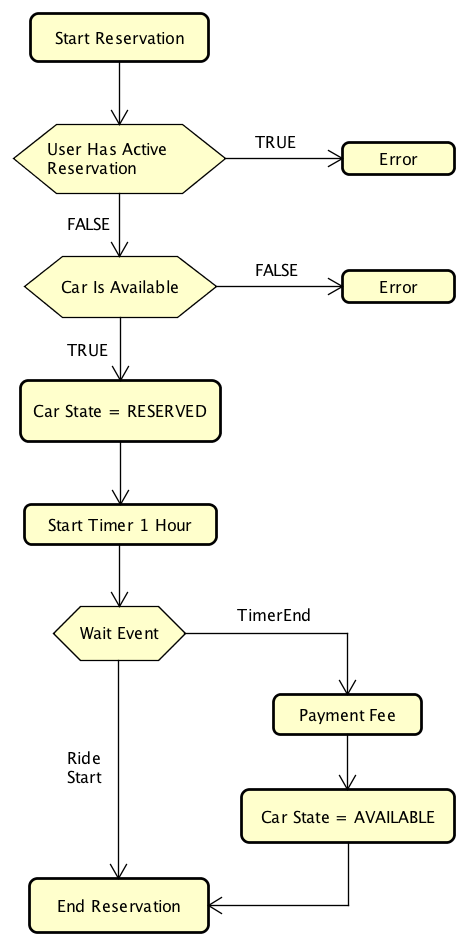 Start Reservation
User Has Active
Reservation
TRUE
Error
FALSE
Car Is Available
FALSE
Error
TRUE
Car State = RESERVED
Start Timer 1 Hour
Wait Event
TimerEnd
Payment Fee
Ride
Start
Car State = AVAILABLE
End Reservation